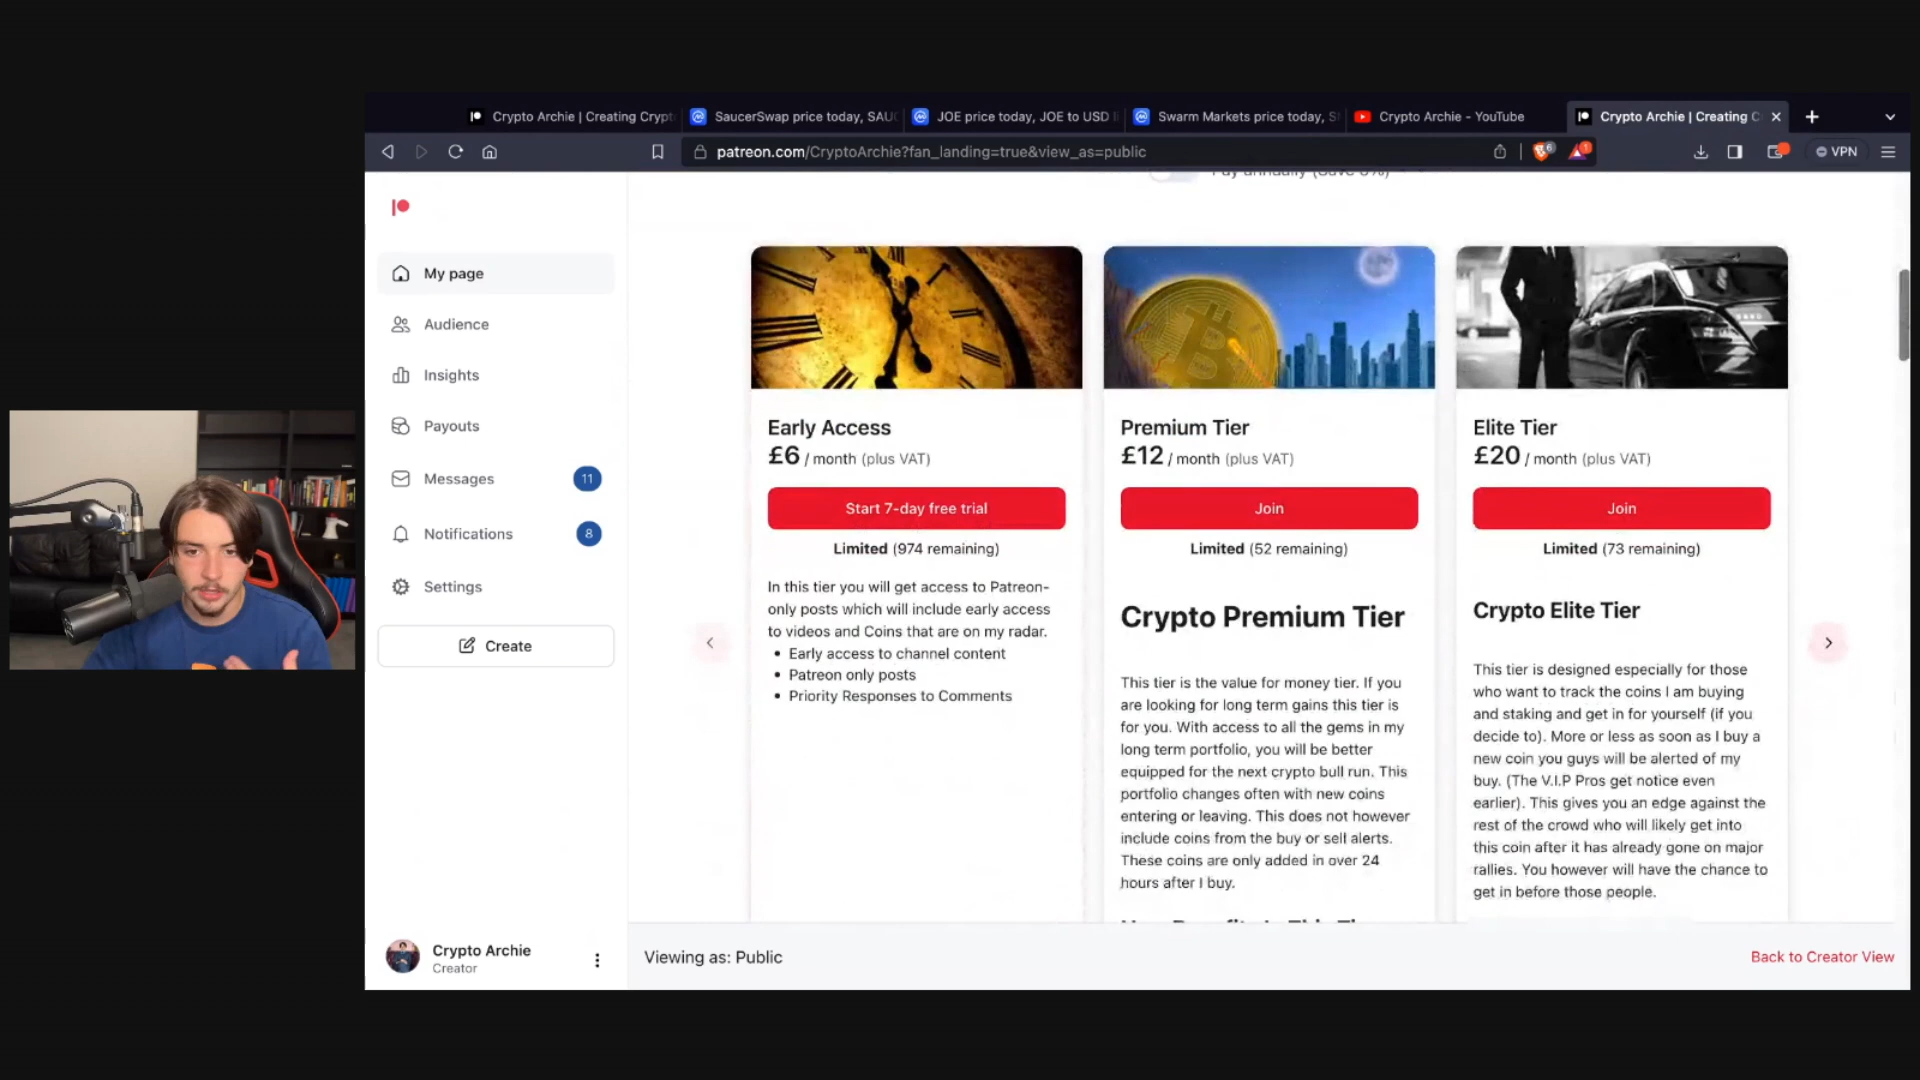 Crypto Archie | Creating Crypt
SaucerSwap price today, SAU
JOE price today, JOE to USD
Swarm Markets price today, S
Crypto Archie - YouTube
Crypto Archie | Creating C
patreon.com/CryptoArchie?fan_landing=true&view_as=public
6
1
VPN
Pay annually (Save 8%)
My page
Audience
Insights
Payouts
Messages
11
Notifications
8
Settings
Create
Crypto Archie
Creator
Early Access
£6 / month (plus VAT)
Start 7-day free trial
Limited (974 remaining)
In this tier you will get access to Patreon-
only posts which will include early access
to videos and Coins that are on my radar.
• Early access to channel content
• Patreon only posts
• Priority Responses to Comments
Premium Tier
£12 / month (plus VAT)
Join
Limited (52 remaining)
Crypto Premium Tier
This tier is the value for money tier. If you
are looking for long term gains this tier is
for you. With access to all the gems in my
long term portfolio, you will be better
equipped for the next crypto bull run. This
portfolio changes often with new coins
entering or leaving. This does not however
include coins from the buy or sell alerts.
These coins are only added in over 24
hours after I buy.
Elite Tier
£20 / month (plus VAT)
Join
Limited (73 remaining)
Crypto Elite Tier
This tier is designed especially for those
who want to track the coins I am buying
and staking and get in for yourself (if you
decide to). More or less as soon as I buy a
new coin you guys will be alerted of my
buy. (The V.I.P Pros get notice even
earlier). This gives you an edge against the
rest of the crowd who will likely get into
this coin after it has already gone on major
rallies. You however will have the chance to
get in before those people.
Viewing as: Public
Back to Creator View